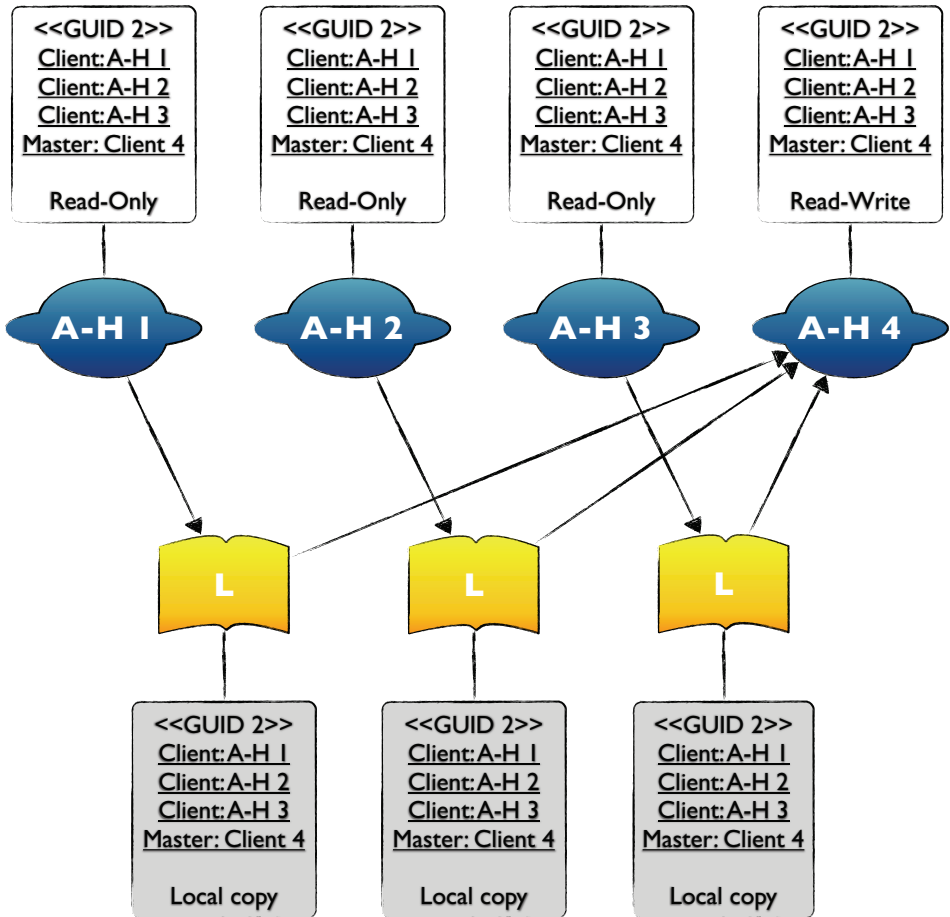 <<GUID 2>>
Client: A-H 1
Client: A-H 2
Client: A-H 3
Master: Client 4
Read-Only
<<GUID 2>>
Client: A-H 1
Client: A-H 2
Client: A-H 3
Master: Client 4
Read-Only
<<GUID 2>>
Client: A-H 1
Client: A-H 2
Client: A-H 3
Master: Client 4
Read-Only
<<GUID 2>>
Client: A-H 1
Client: A-H 2
Client: A-H 3
Master: Client 4
Read-Write
A-H 1
A-H 2
A-H 3
A-H 4
L
L
L
<<GUID 2>>
Client: A-H 1
Client: A-H 2
Client: A-H 3
Master: Client 4
Local copy
<<GUID 2>>
Client: A-H 1
Client: A-H 2
Client: A-H 3
Master: Client 4
Local copy
<<GUID 2>>
Client: A-H 1
Client: A-H 2
Client: A-H 3
Master: Client 4
Local copy